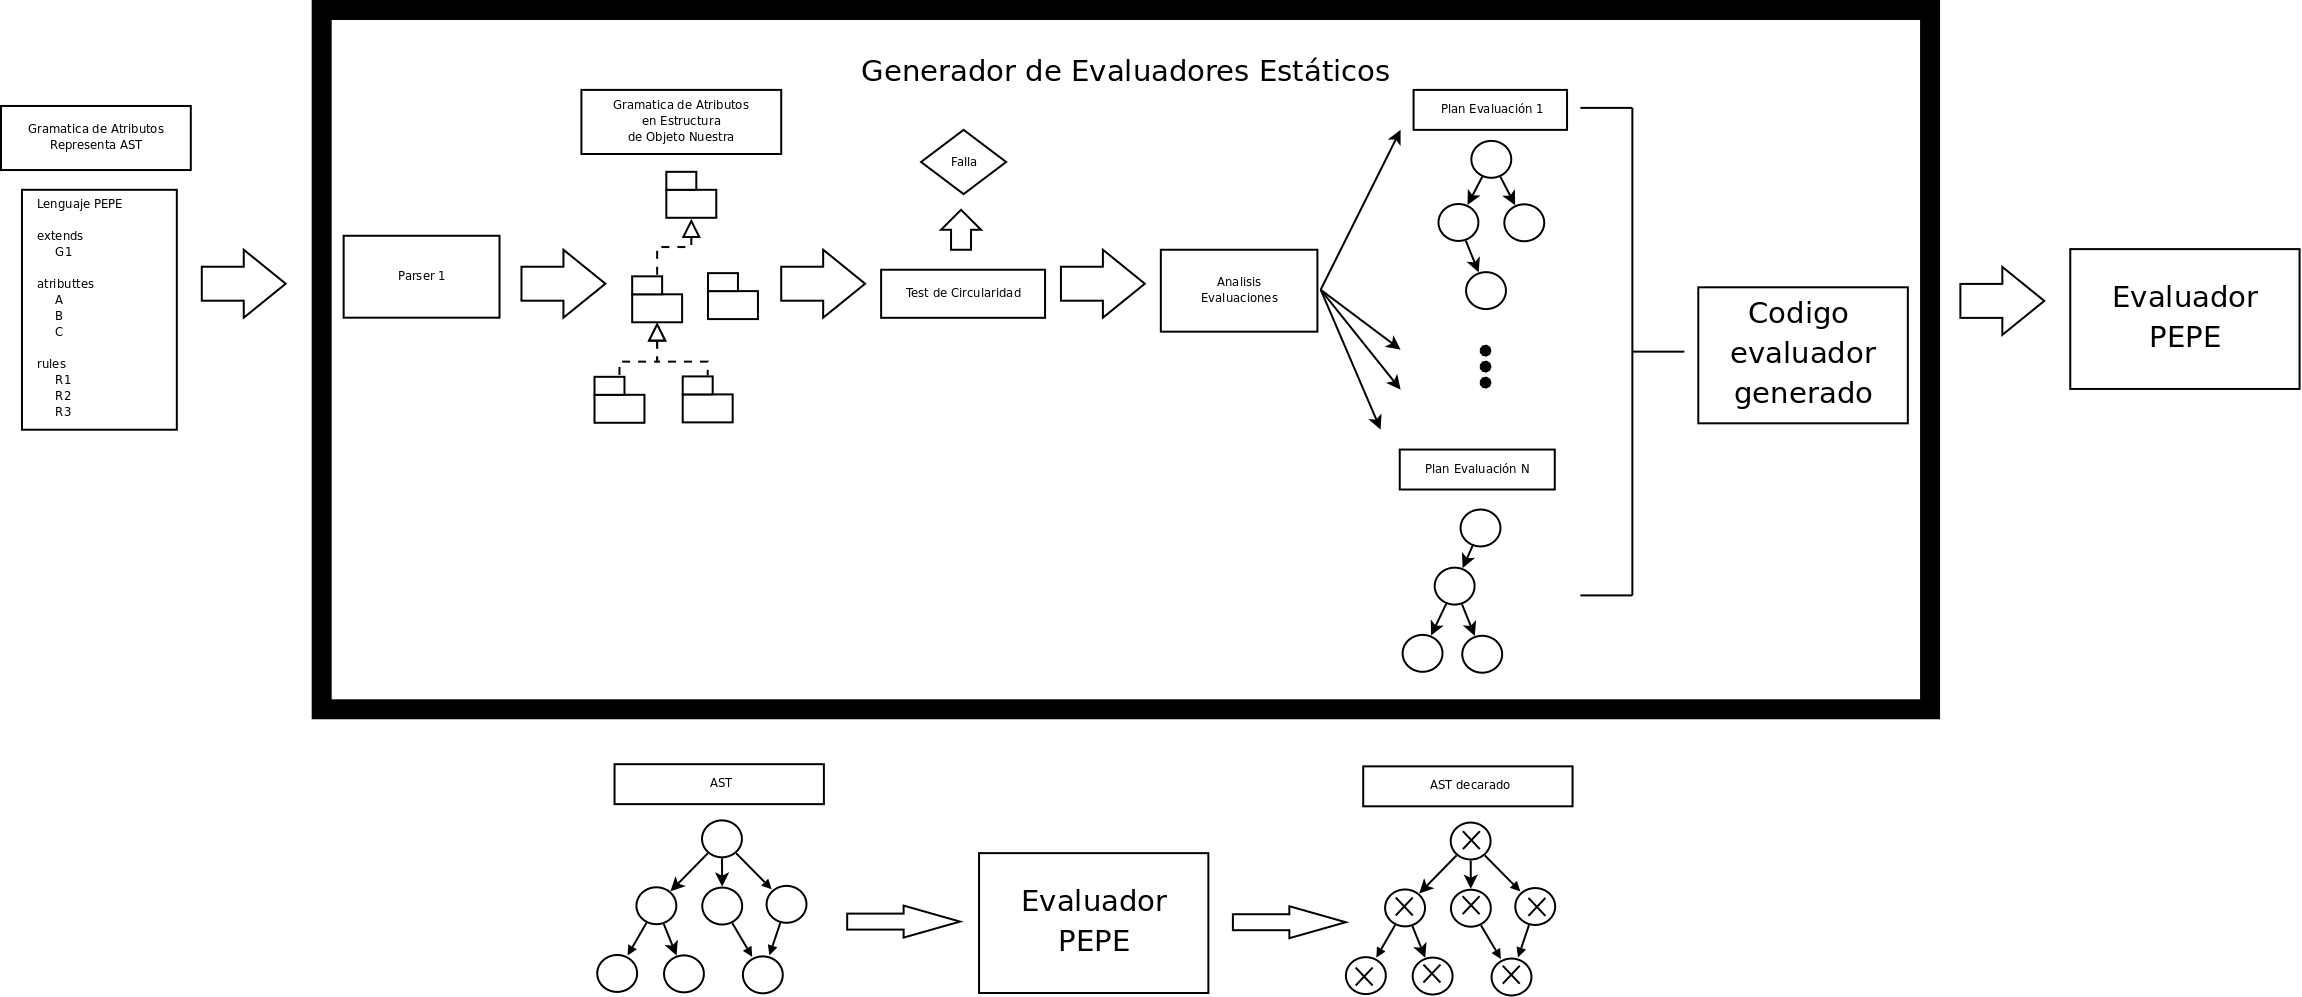 Generador de Evaluadores Estáticos
Gramatica de Atributos
Representa AST
Lenguaje PEPE
extends
G1
atributtes
A
B
C
rules
R1
R2
R3
Parser 1
Gramatica de Atributos
en Estructura
de Objeto Nuestra
Falla
Test de Circularidad
Analisis
Evaluaciones
Plan Evaluación 1
Plan Evaluación N
Codigo
evaluador
generado
Evaluador
PEPE
AST
Evaluador
PEPE
AST decarado